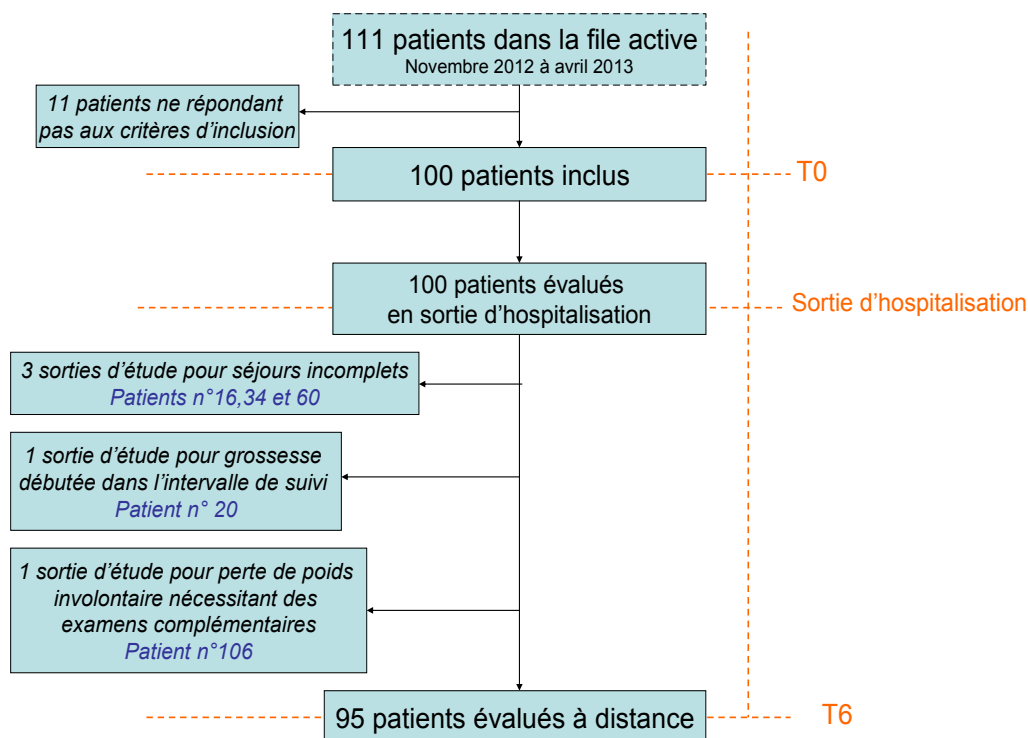 111 patients dans la file active
Novembre 2012 à avril 2013
11 patients ne répondant
pas aux critères d’inclusion
100 patients inclus
T0
100 patients évalués
en sortie d’hospitalisation
Sortie d’hospitalisation
3 sorties d’étude pour séjours incomplets
Patients n°16,34 et 60
1 sortie d’étude pour grossesse
débutée dans l’intervalle de suivi
Patient n° 20
1 sortie d’étude pour perte de poids
involontaire nécessitant des
examens complémentaires
Patient n°106
95 patients évalués à distance
T6